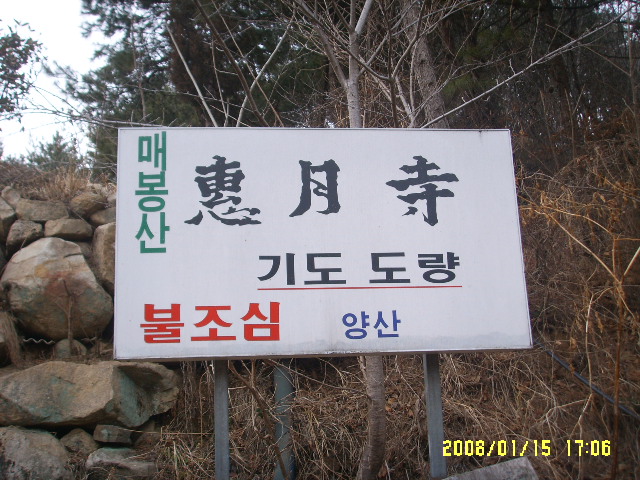 매봉산
惠月寺
기도 도량
불조심 양산
2008/01/15 17:06